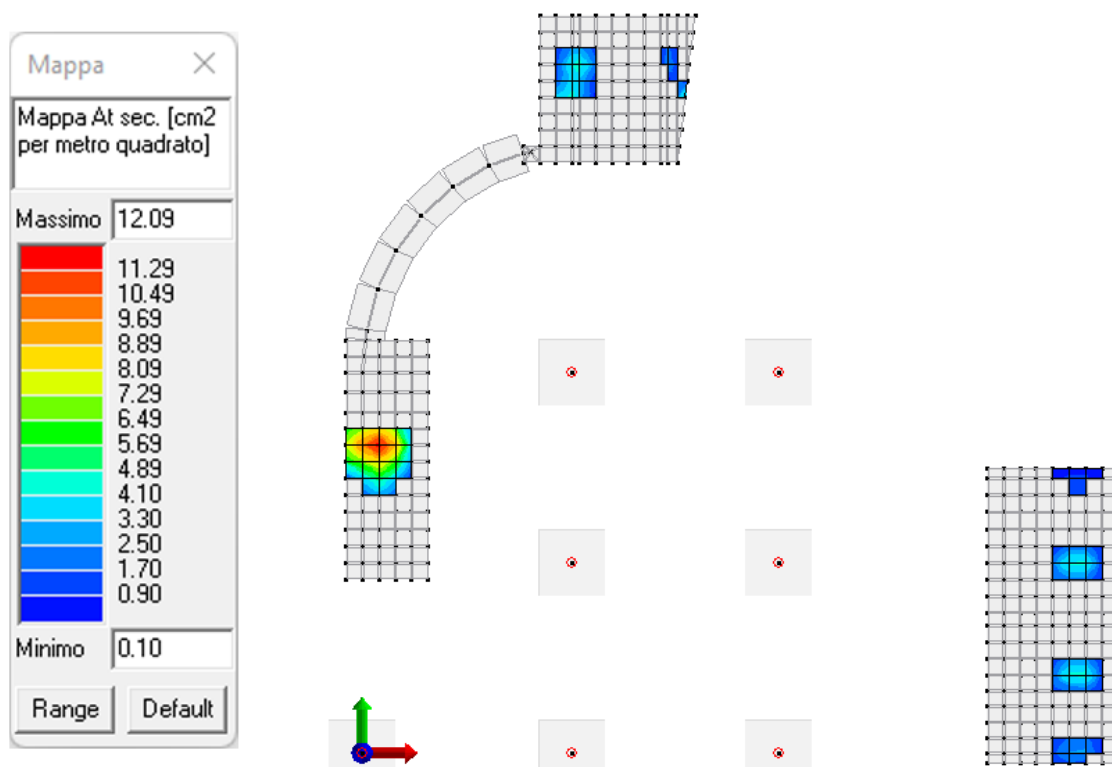 Mappa
Mappa At sec. [cm2
per metro quadrato]
Massimo 12.09
11.29
10.49
9.69
8.89
8.09
7.29
6.49
5.69
4.89
4.10
3.30
2.50
1.70
0.90
Minimo 0.10
Range Default